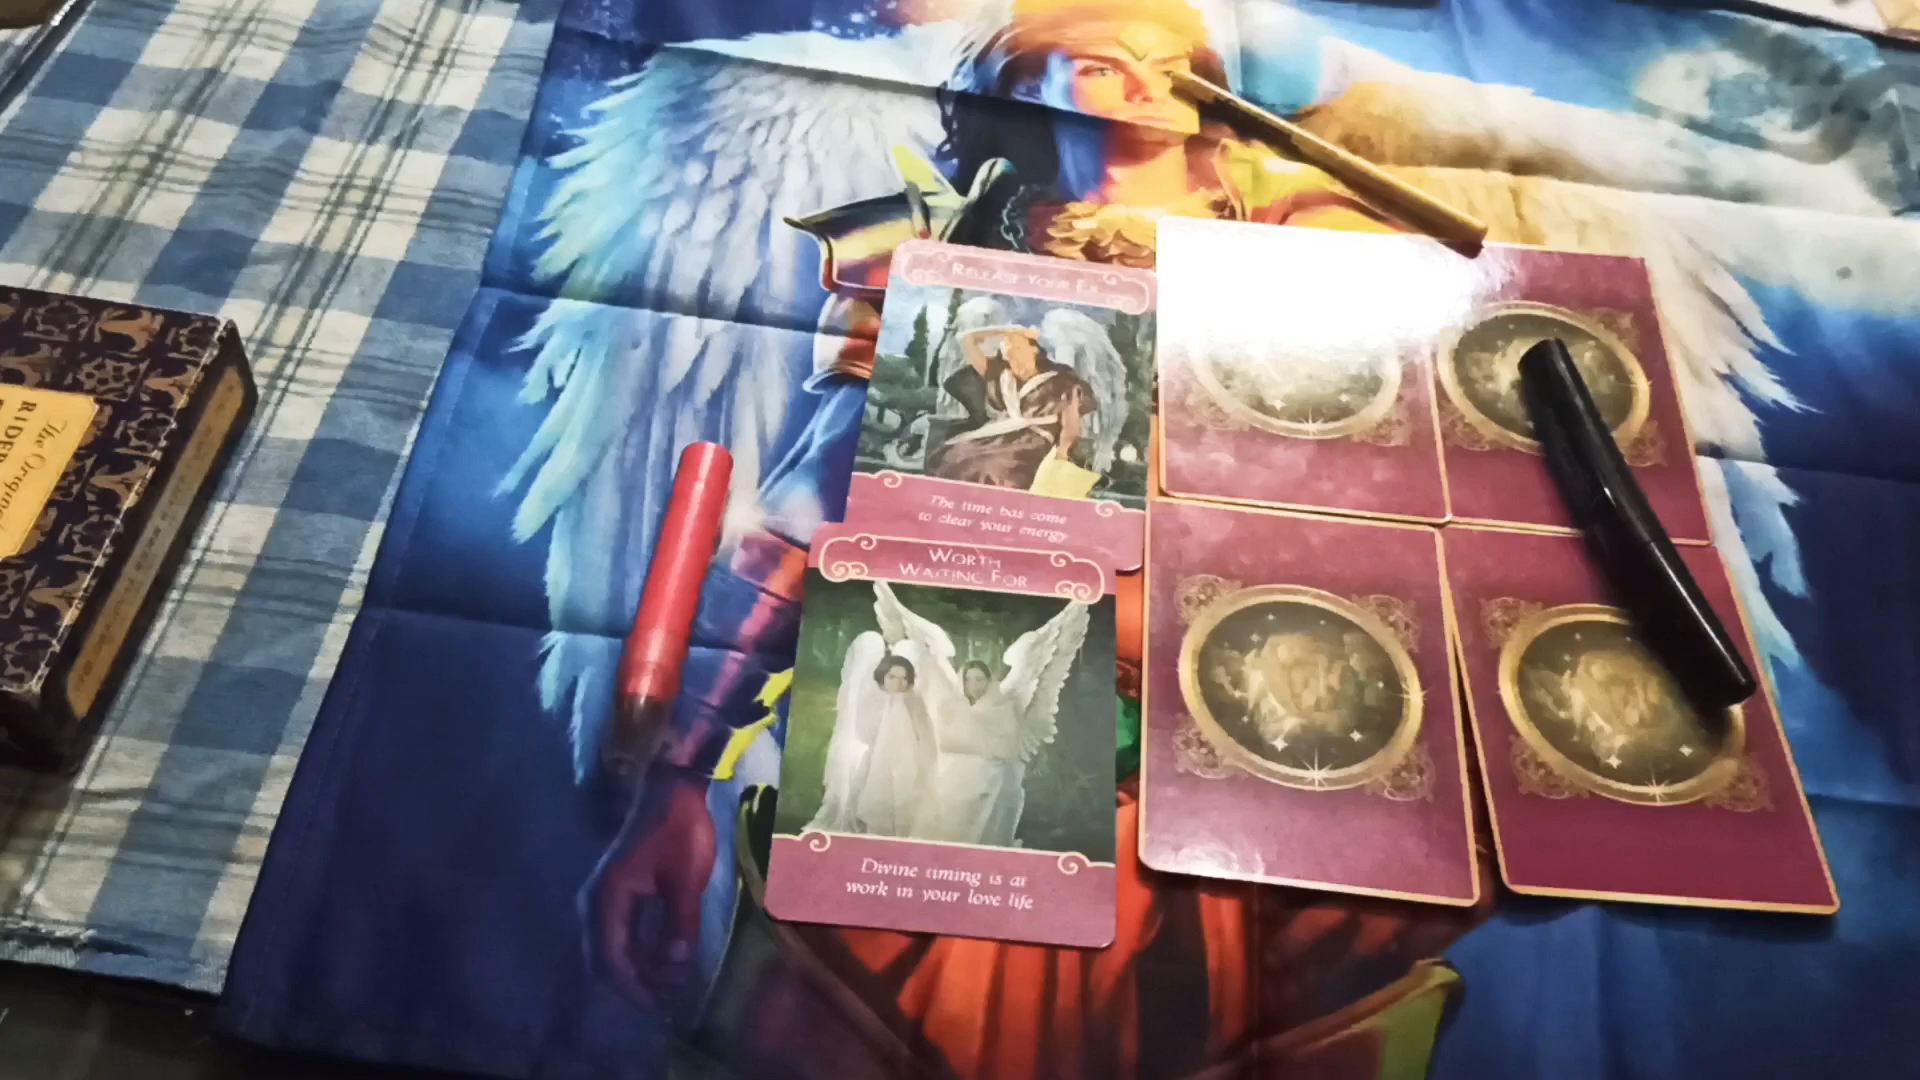 RELEASE YOUR EX
The time has come
to clear your energy
WORTH
WAITING FOR
Divine timing is at
work in your love life
The Original
RIDER